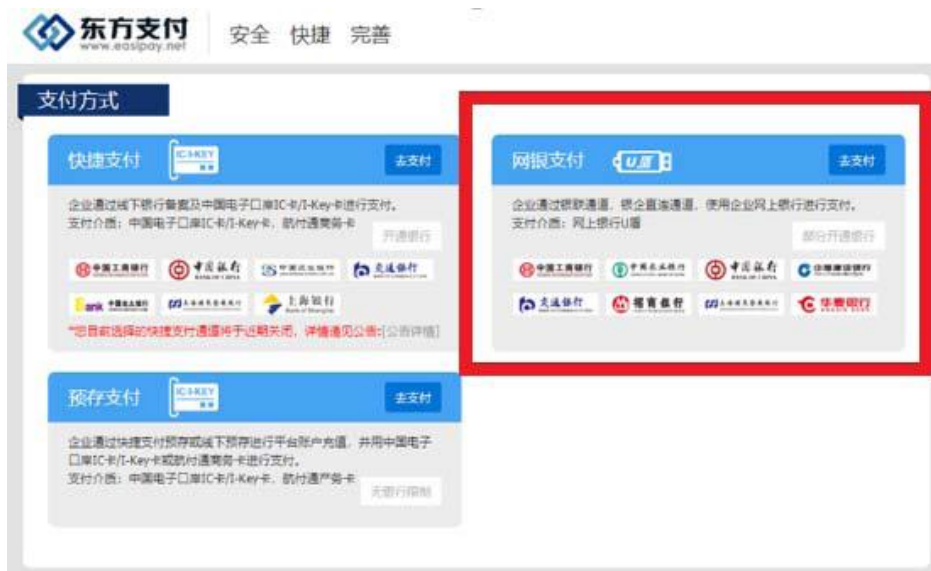 东方支付
www.easipay.net
安全 快捷 完善
支付方式
快捷支付
IC I-KEY
去支付
企业通过线下银行备案及中国电子口岸IC卡/I-Key卡进行支付。
支付介质:中国电子口岸IC卡/I-Key卡、航付通商务卡
开通银行
中国工商银行
中国银行
BANK OF CHINA
交通银行
上海银行
Bank of Shanghai
*您目前选择的快捷支付通道将于近期关闭,详情请见公告:[公告详情]
网银支付
U盾
去支付
企业通过银联通道、银企直连通道,使用企业网上银行进行支付。
支付介质:网上银行U盾
部分开通银行
中国工商银行
中国农业银行
中国银行
BANK OF CHINA
中国建设银行
交通银行
招商银行
华夏银行
预存支付
IC I-KEY
去支付
企业通过快捷支付预存或线下预存进行平台账户充值,并用中国电子
口岸IC卡/I-Key卡或航付通商务卡进行支付。
支付介质:中国电子口岸IC卡/I-Key卡、航付通产务卡
无银行限制